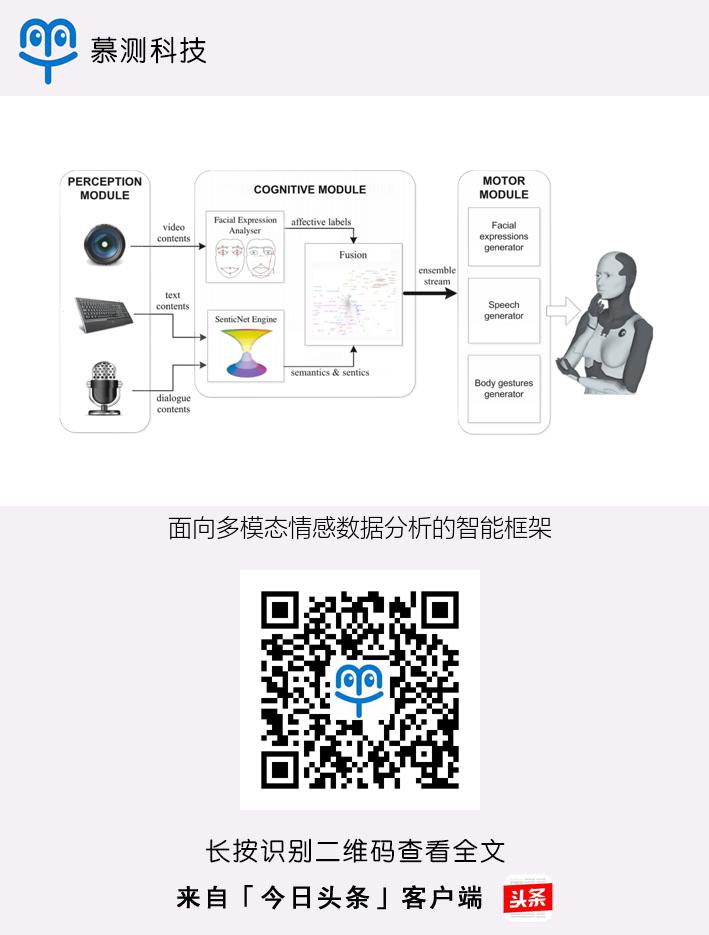 慕测科技
PERCEPTION
MODULE
COGNITIVE MODULE
MOTOR
MODULE
video
contents
Facial Expression
Analyser
affective labels
Facial
expressions
generator
Fusion
ensemble
stream
text
contents
SenticNet Engine
Speech
generator
semantics & sentics
dialogue
contents
Body gestures
generator
面向多模态情感数据分析的智能框架
长按识别二维码查看全文
来自「今日头条」客户端
头条